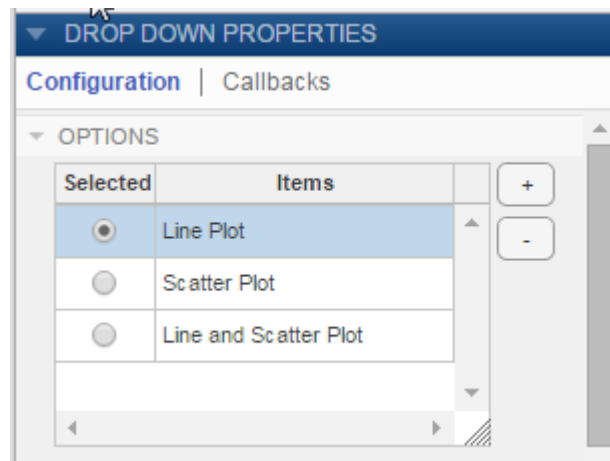 DROP DOWN PROPERTIES
Configuration | Callbacks
OPTIONS
Selected Items
+
Line Plot
-
Scatter Plot
Line and Scatter Plot